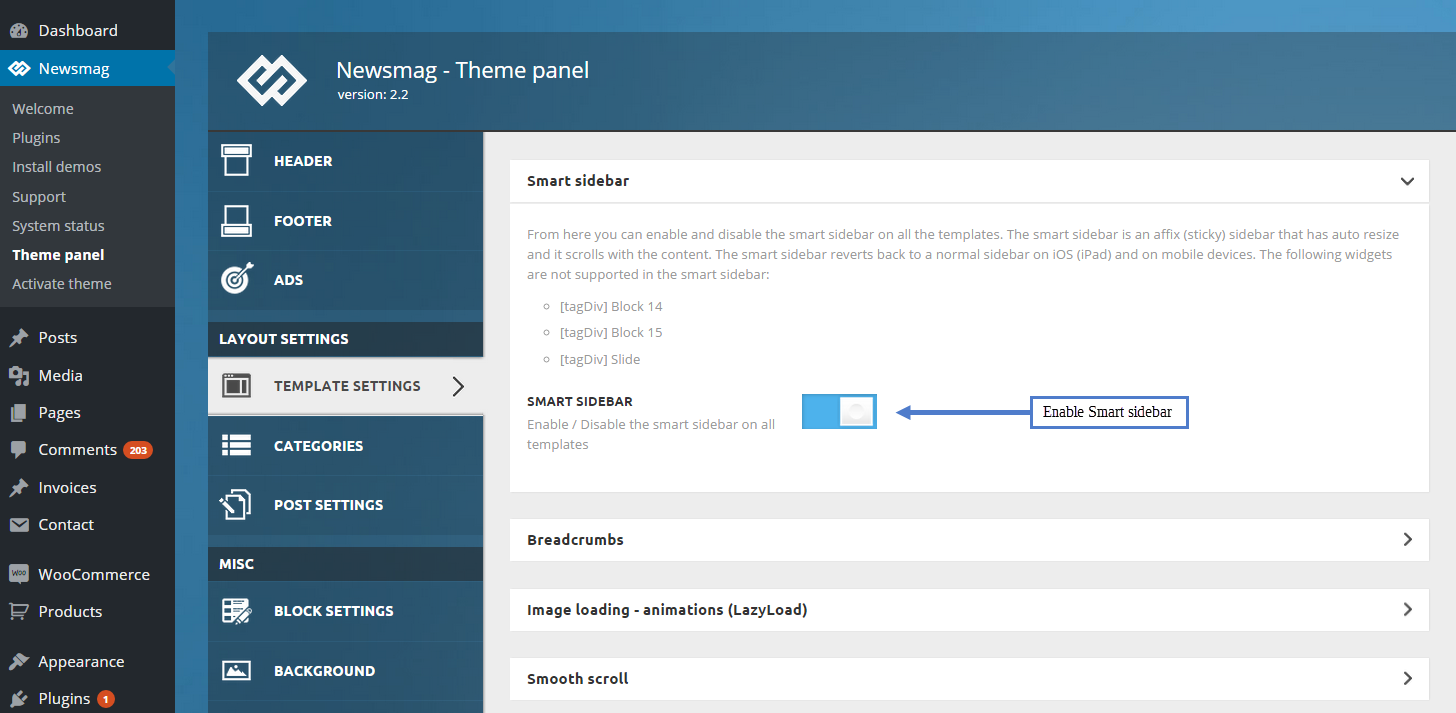 Dashboard
Newsmag
Welcome
Plugins
Install demos
Support
System status
Theme panel
Activate theme
Posts
Media
Pages
Comments 203
Invoices
Contact
WooCommerce
Products
Appearance
Plugins 1
Newsmag - Theme panel
version: 2.2
HEADER
FOOTER
ADS
LAYOUT SETTINGS
TEMPLATE SETTINGS
CATEGORIES
POST SETTINGS
MISC
BLOCK SETTINGS
BACKGROUND
Smart sidebar
From here you can enable and disable the smart sidebar on all the templates. The smart sidebar is an affix (sticky) sidebar that has auto resize
and it scrolls with the content. The smart sidebar reverts back to a normal sidebar on iOS (iPad) and on mobile devices. The following widgets
are not supported in the smart sidebar:
[tagDiv] Block 14
[tagDiv] Block 15
[tagDiv] Slide
SMART SIDEBAR
Enable / Disable the smart sidebar on all
templates
Enable Smart sidebar
Breadcrumbs
Image loading - animations (LazyLoad)
Smooth scroll